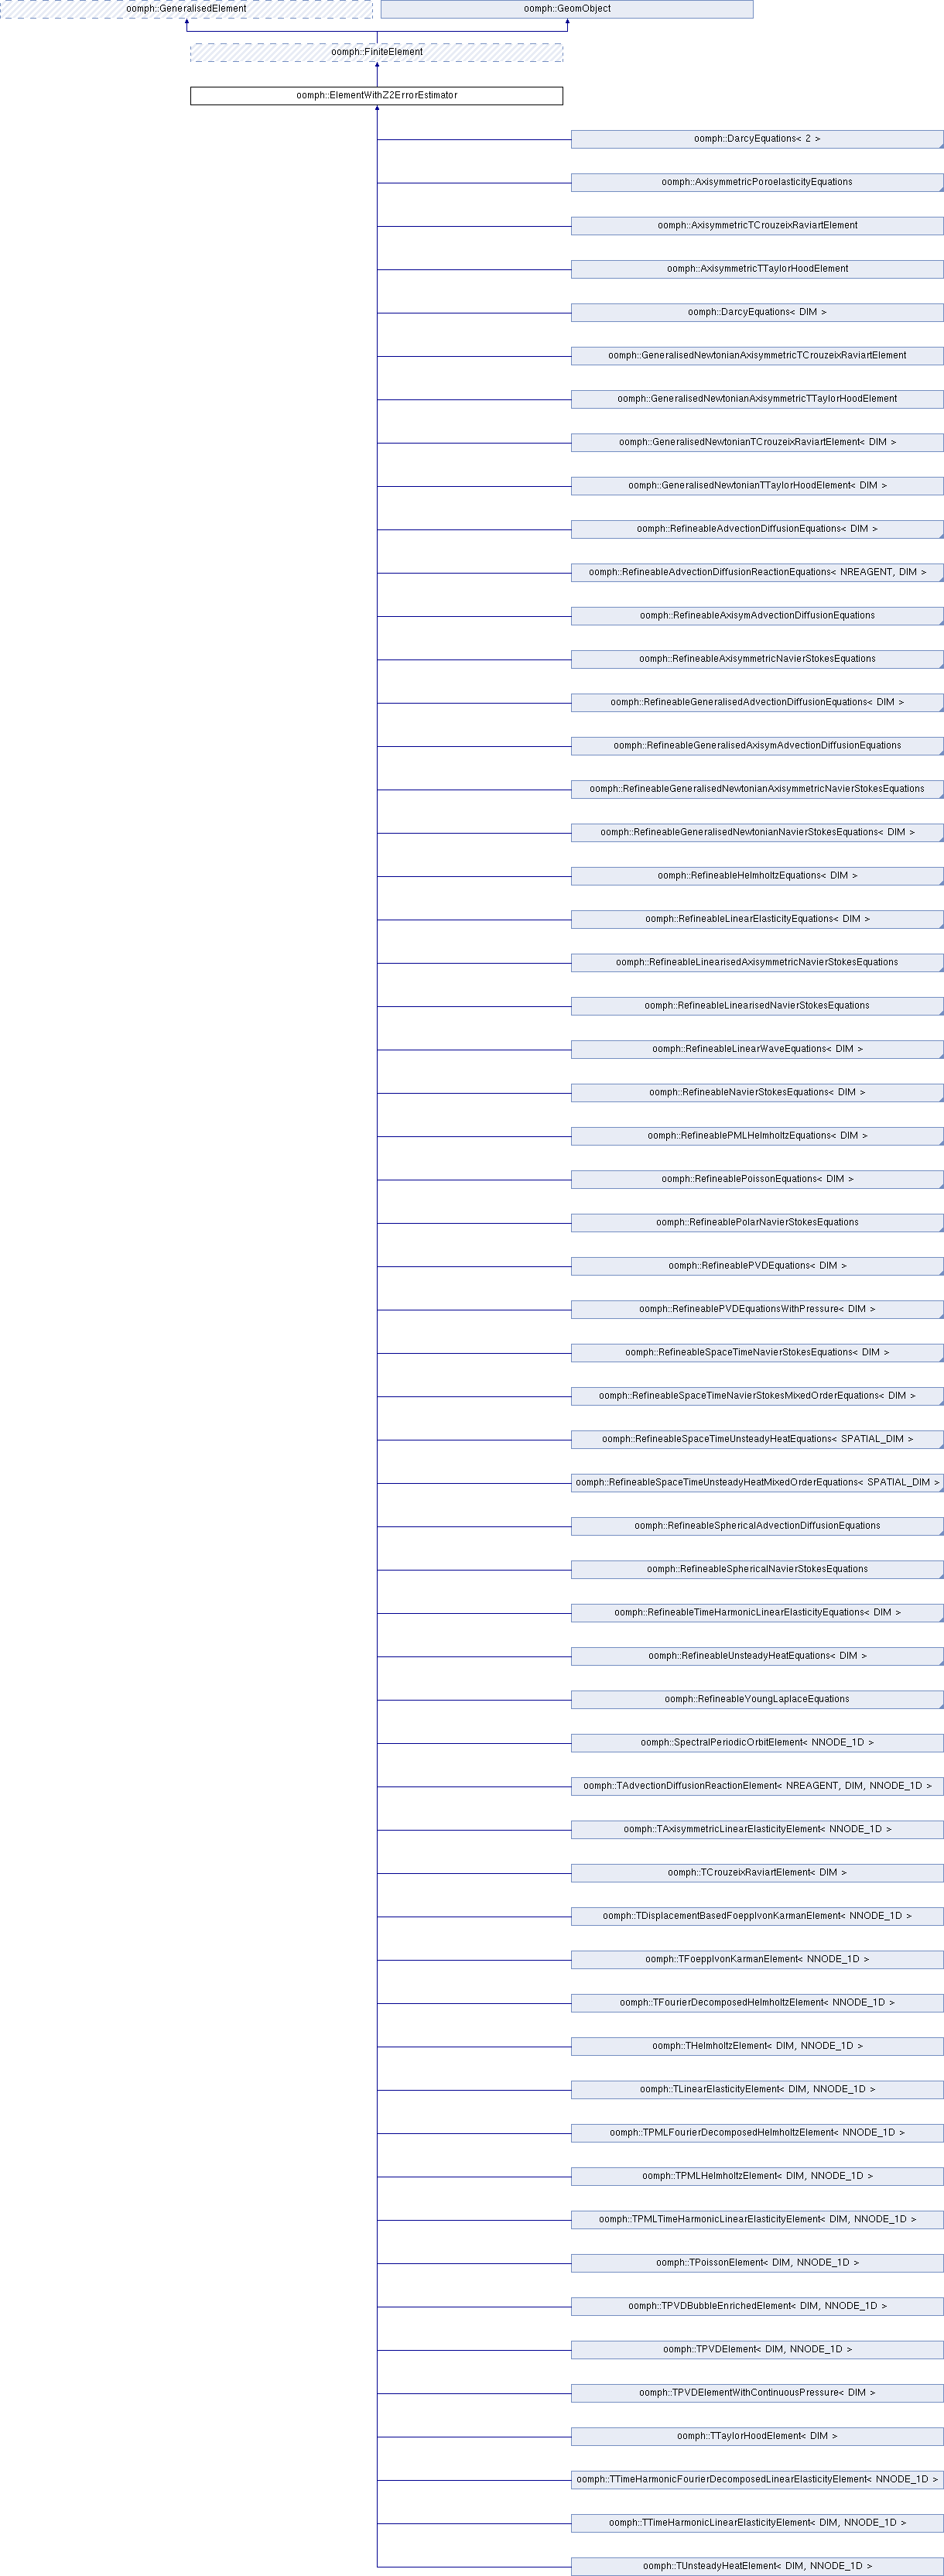 oomph::GeneralisedElement
oomph::GeomObject
oomph::FiniteElement
oomph::ElementWithZ2ErrorEstimator
oomph::DarcyEquations< 2 >
oomph::AxisymmetricPoroelasticityEquations
oomph::AxisymmetricTCrouzeixRaviartElement
oomph::AxisymmetricTTaylorHoodElement
oomph::DarcyEquations< DIM >
oomph::GeneralisedNewtonianAxisymmetricTCrouzeixRaviartElement
oomph::GeneralisedNewtonianAxisymmetricTTaylorHoodElement
oomph::GeneralisedNewtonianTCrouzeixRaviartElement< DIM >
oomph::GeneralisedNewtonianTTaylorHoodElement< DIM >
oomph::RefineableAdvectionDiffusionEquations< DIM >
oomph::RefineableAdvectionDiffusionReactionEquations< NREAGENT, DIM >
oomph::RefineableAxisymAdvectionDiffusionEquations
oomph::RefineableAxisymmetricNavierStokesEquations
oomph::RefineableGeneralisedAdvectionDiffusionEquations< DIM >
oomph::RefineableGeneralisedAxisymAdvectionDiffusionEquations
oomph::RefineableGeneralisedNewtonianAxisymmetricNavierStokesEquations
oomph::RefineableGeneralisedNewtonianNavierStokesEquations< DIM >
oomph::RefineableHelmholtzEquations< DIM >
oomph::RefineableLinearElasticityEquations< DIM >
oomph::RefineableLinearisedAxisymmetricNavierStokesEquations
oomph::RefineableLinearisedNavierStokesEquations
oomph::RefineableLinearWaveEquations< DIM >
oomph::RefineableNavierStokesEquations< DIM >
oomph::RefineablePMLHelmholtzEquations< DIM >
oomph::RefineablePoissonEquations< DIM >
oomph::RefineablePolarNavierStokesEquations
oomph::RefineablePVDEquations< DIM >
oomph::RefineablePVDEquationsWithPressure< DIM >
oomph::RefineableSpaceTimeNavierStokesEquations< DIM >
oomph::RefineableSpaceTimeNavierStokesMixedOrderEquations< DIM >
oomph::RefineableSpaceTimeUnsteadyHeatEquations< SPATIAL_DIM >
oomph::RefineableSpaceTimeUnsteadyHeatMixedOrderEquations< SPATIAL_DIM >
oomph::RefineableSphericalAdvectionDiffusionEquations
oomph::RefineableSphericalNavierStokesEquations
oomph::RefineableTimeHarmonicLinearElasticityEquations< DIM >
oomph::RefineableUnsteadyHeatEquations< DIM >
oomph::RefineableYoungLaplaceEquations
oomph::SpectralPeriodicOrbitElement< NNODE_1D >
oomph::TAdvectionDiffusionReactionElement< NREAGENT, DIM, NNODE_1D >
oomph::TAxisymmetricLinearElasticityElement< NNODE_1D >
oomph::TCrouzeixRaviartElement< DIM >
oomph::TDisplacementBasedFoepplvonKarmanElement< NNODE_1D >
oomph::TFoepplvonKarmanElement< NNODE_1D >
oomph::TFourierDecomposedHelmholtzElement< NNODE_1D >
oomph::THelmholtzElement< DIM, NNODE_1D >
oomph::TLinearElasticityElement< DIM, NNODE_1D >
oomph::TPMLFourierDecomposedHelmholtzElement< NNODE_1D >
oomph::TPMLHelmholtzElement< DIM, NNODE_1D >
oomph::TPMLTimeHarmonicLinearElasticityElement< DIM, NNODE_1D >
oomph::TPoissonElement< DIM, NNODE_1D >
oomph::TPVDBubbleEnrichedElement< DIM, NNODE_1D >
oomph::TPVDElement< DIM, NNODE_1D >
oomph::TPVDElementWithContinuousPressure< DIM >
oomph::TTaylorHoodElement< DIM >
oomph::TTimeHarmonicFourierDecomposedLinearElasticityElement< NNODE_1D >
oomph::TTimeHarmonicLinearElasticityElement< DIM, NNODE_1D >
oomph::TUnsteadyHeatElement< DIM, NNODE_1D >